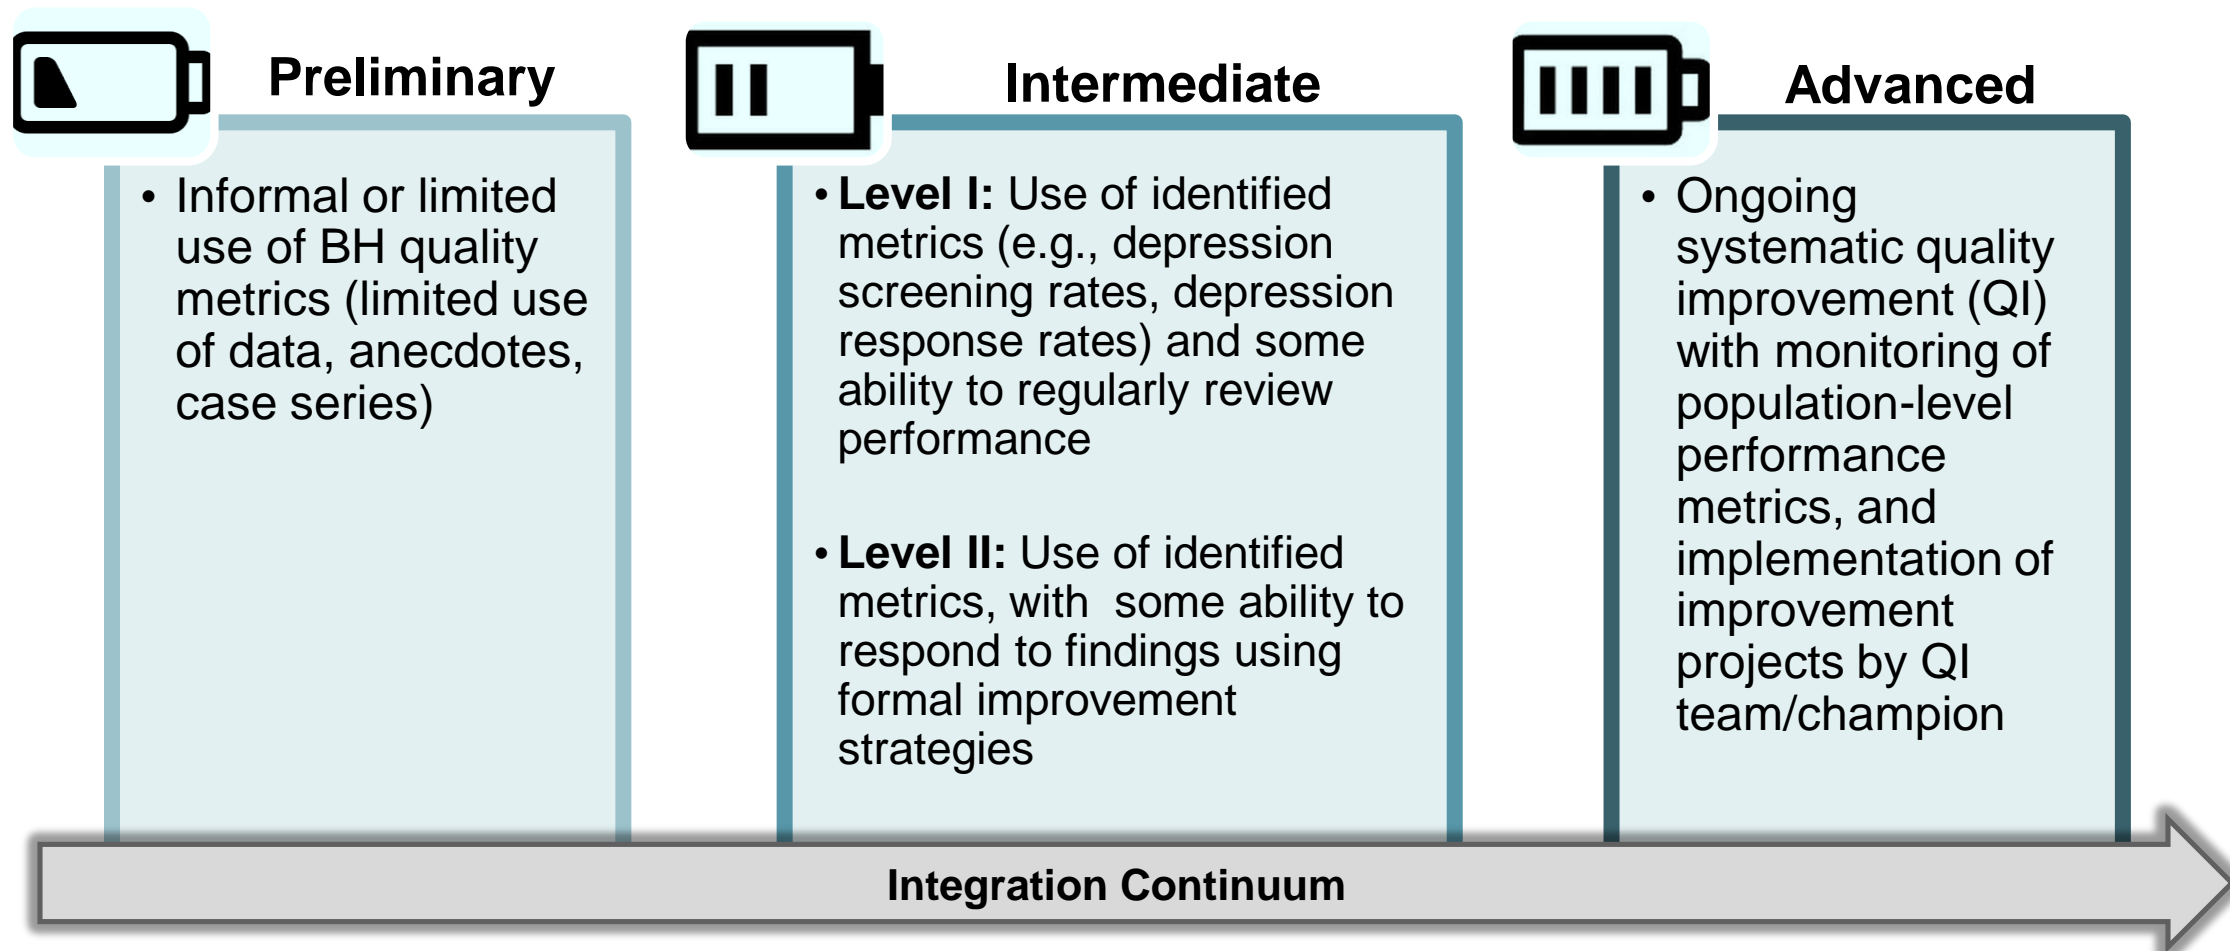 Preliminary
• Informal or limited
use of BH quality
metrics (limited use
of data, anecdotes,
case series)
Intermediate
• Level I: Use of identified
metrics (e.g., depression
screening rates, depression
response rates) and some
ability to regularly review
performance
• Level II: Use of identified
metrics, with  some ability to
respond to findings using
formal improvement
strategies
Advanced
• Ongoing
systematic quality
improvement (QI)
with monitoring of
population-level
performance
metrics, and
implementation of
improvement
projects by QI
team/champion
Integration Continuum